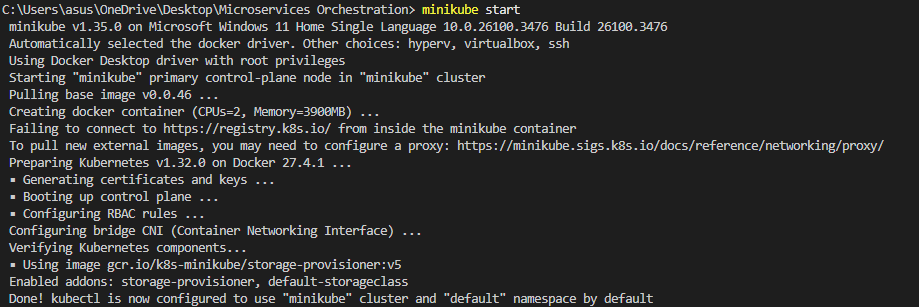 C:\Users\asus\OneDrive\Desktop\Microservices Orchestration> minikube start
minikube v1.35.0 on Microsoft Windows 11 Home Single Language 10.0.26100.3476 Build 26100.3476
Automatically selected the docker driver. Other choices: hyperv, virtualbox, ssh
Using Docker Desktop driver with root privileges
Starting "minikube" primary control-plane node in "minikube" cluster
Pulling base image v0.0.46 ...
Creating docker container (CPUs=2, Memory=3900MB) ...
Failing to connect to https://registry.k8s.io/ from inside the minikube container
To pull new external images, you may need to configure a proxy: https://minikube.sigs.k8s.io/docs/reference/networking/proxy/
Preparing Kubernetes v1.32.0 on Docker 27.4.1 ...
▪ Generating certificates and keys ...
▪ Booting up control plane ...
▪ Configuring RBAC rules ...
Configuring bridge CNI (Container Networking Interface) ...
Verifying Kubernetes components...
▪ Using image gcr.io/k8s-minikube/storage-provisioner:v5
Enabled addons: storage-provisioner, default-storageclass
Done! kubectl is now configured to use "minikube" cluster and "default" namespace by default